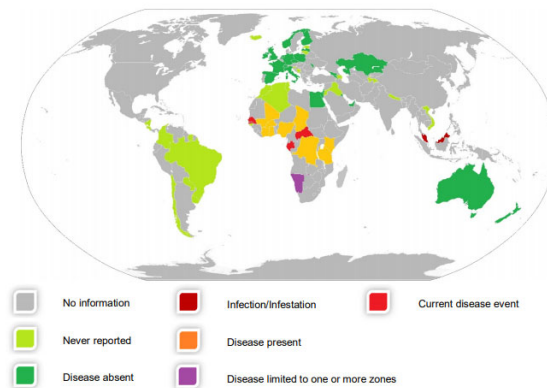 No information
Infection/Infestation
Current disease event
Never reported
Disease present
Disease absent
Disease limited to one or more zones